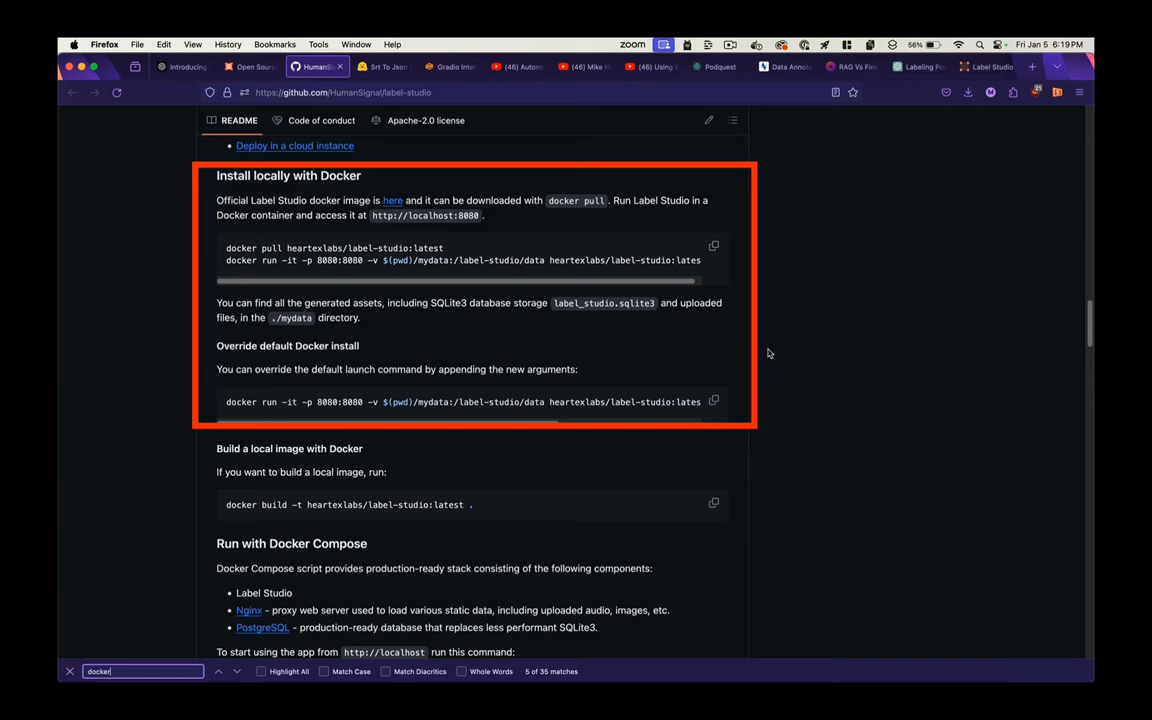 Firefox File Edit View History Bookmarks Tools Window Help zoom 56% Fri Jan 5 6:19 PM
Introducing Open Sourc HumanSi Srt To Json Gradio Inter (46) Auton (46) Mike H (46) Using Podquest Data Annota RAG Vs Fine Labeling Po Label Studio
https://github.com/HumanSignal/label-studio
README Code of conduct Apache-2.0 license
• Deploy in a cloud instance
Install locally with Docker
Official Label Studio docker image is here and it can be downloaded with docker pull. Run Label Studio in a
Docker container and access it at http://localhost:8080.
docker pull heartexlabs/label-studio:latest
docker run -it -p 8080:8080 -v $(pwd)/mydata:/label-studio/data heartexlabs/label-studio:lates
You can find all the generated assets, including SQLite3 database storage label_studio.sqlite3 and uploaded
files, in the ./mydata directory.
Override default Docker install
You can override the default launch command by appending the new arguments:
docker run -it -p 8080:8080 -v $(pwd)/mydata:/label-studio/data heartexlabs/label-studio:lates
Build a local image with Docker
If you want to build a local image, run:
docker build -t heartexlabs/label-studio:latest .
Run with Docker Compose
Docker Compose script provides production-ready stack consisting of the following components:
• Label Studio
• Nginx - proxy web server used to load various static data, including uploaded audio, images, etc.
• PostgreSQL - production-ready database that replaces less performant SQLite3.
To start using the app from http://localhost run this command:
docker Highlight All Match Case Match Diacritics Whole Words 5 of 35 matches